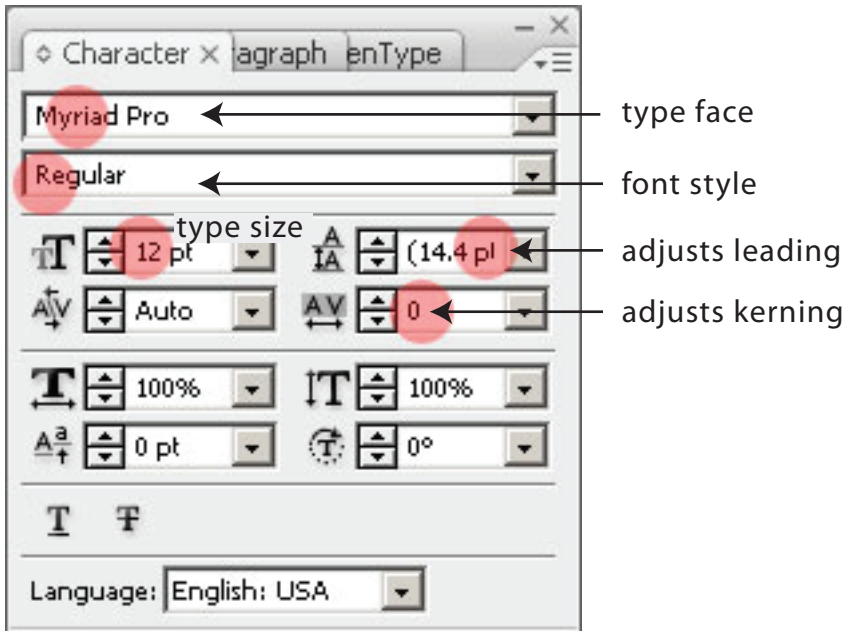 Character agraph enType
Myriad Pro type face
Regular font style
type size
12 pt (14.4 pt adjusts leading
Auto 0 adjusts kerning
100% 100%
0 pt 0°
Language: English: USA